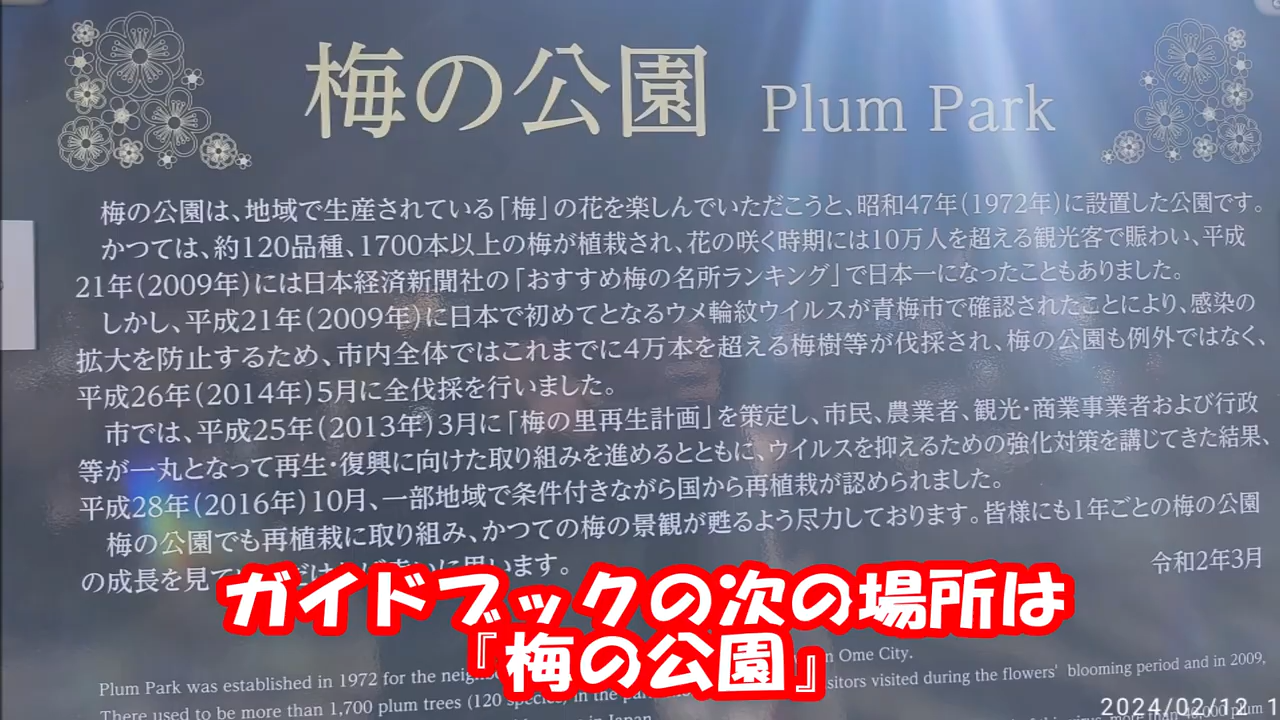 梅の公園 Plum Park
梅の公園は、地域で生産されている「梅」の花を楽しんでいただこうと、昭和47年(1972年)に設置した公園です。
かつては、約120品種、1700本以上の梅が植栽され、花の咲く時期には10万人を超える観光客で賑わい、平成
21年(2009年)には日本経済新聞社の「おすすめ梅の名所ランキング」で日本一になったこともありました。
しかし、平成21年(2009年)に日本で初めてとなるウメ輪紋ウイルスが青梅市で確認されたことにより、感染の
拡大を防止するため、市内全体ではこれまでに4万本を超える梅樹等が伐採され、梅の公園も例外ではなく、
平成26年(2014年)5月に全伐採を行いました。
市では、平成25年(2013年)3月に「梅の里再生計画」を策定し、市民、農業者、観光・商業事業者および行政
等が一丸となって再生・復興に向けた取り組みを進めるとともに、ウイルスを抑えるための強化対策を講じてきた結果、
平成28年(2016年)10月、一部地域で条件付きながら国から再植栽が認められました。
梅の公園でも再植栽に取り組み、かつての梅の景観が甦るよう尽力しております。皆様にも1年ごとの梅の公園
の成長を見て います。
令和2年3月
ガイドブックの次の場所は
『梅の公園』
Plum Park was established in 1972 for the in Ome City.
There used to be more than 1,700 plum trees (120 species) in the visitors visited during the flowers' blooming period and in 2009,
in Japan.
2024/02/12 1